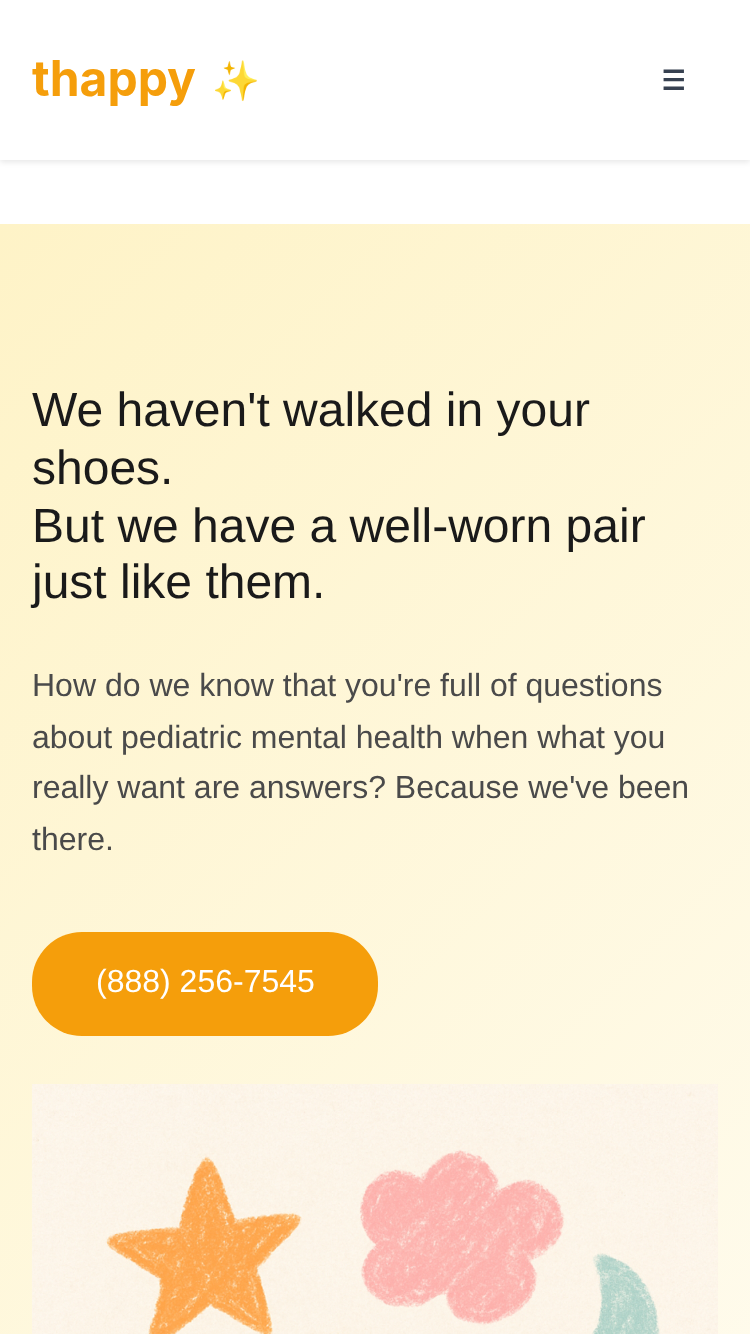 thappy ✨
We haven't walked in your
shoes.
But we have a well-worn pair
just like them.
How do we know that you're full of questions
about pediatric mental health when what you
really want are answers? Because we've been
there.
(888) 256-7545